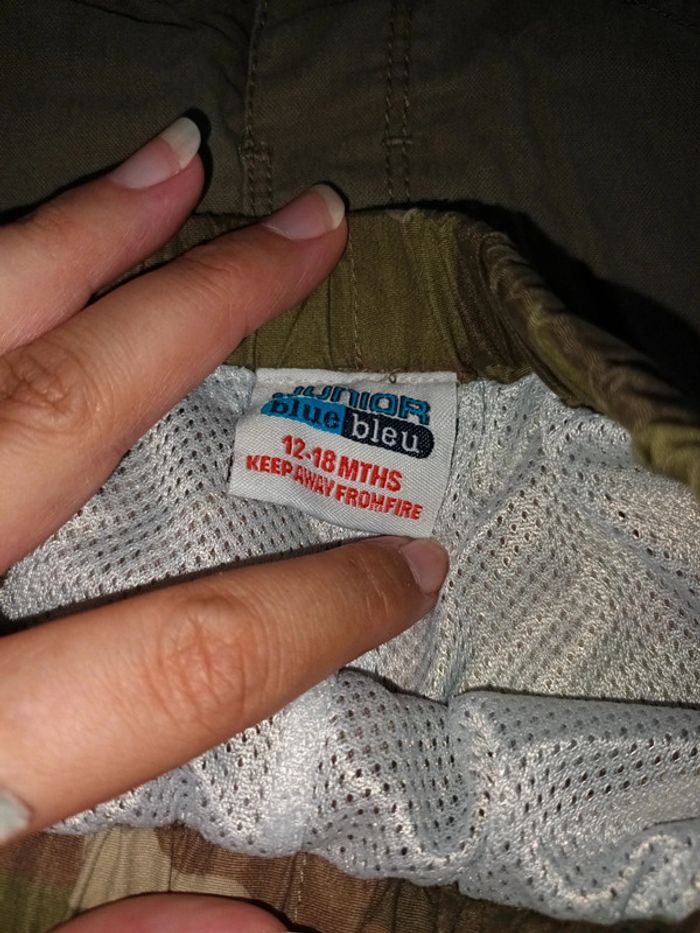 JUNIOR
blue bleu
12-18 MTHS
KEEP AWAY FROM FIRE